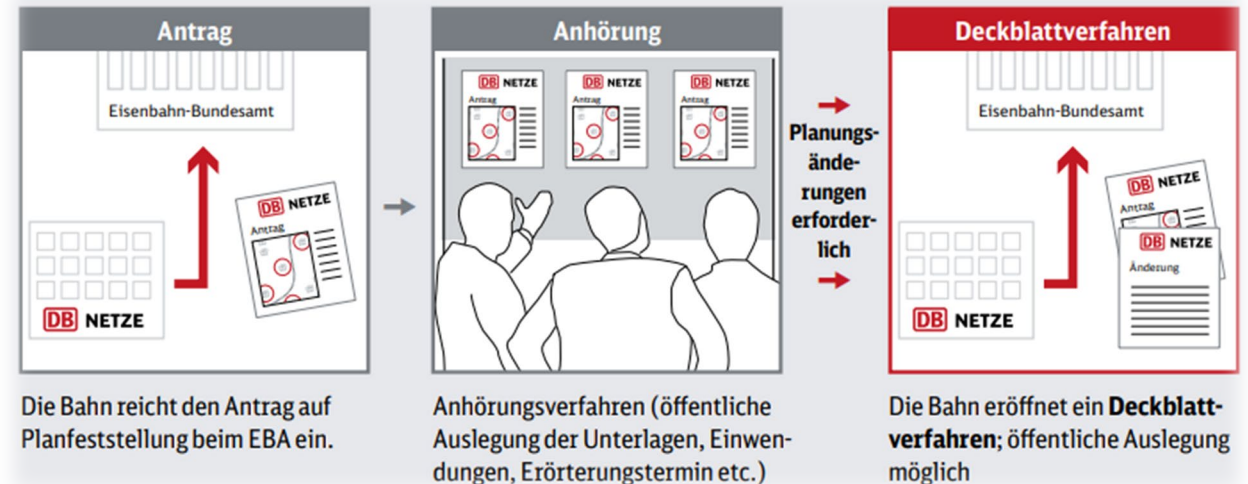 Antrag
Eisenbahn-Bundesamt
DB NETZE
Antrag
DB NETZE
Die Bahn reicht den Antrag auf
Planfeststellung beim EBA ein.
Anhörung
DB NETZE
Antrag
DB NETZE
Antrag
DB NETZE
Antrag
Anhörungsverfahren (öffentliche
Auslegung der Unterlagen, Einwen-
dungen, Erörterungstermin etc.)
Planungs-
ände-
rungen
erforder-
lich
Deckblattverfahren
Eisenbahn-Bundesamt
DB NETZE
Antrag
DB NETZE
Änderung
DB NETZE
Die Bahn eröffnet ein Deckblatt-
verfahren; öffentliche Auslegung
möglich